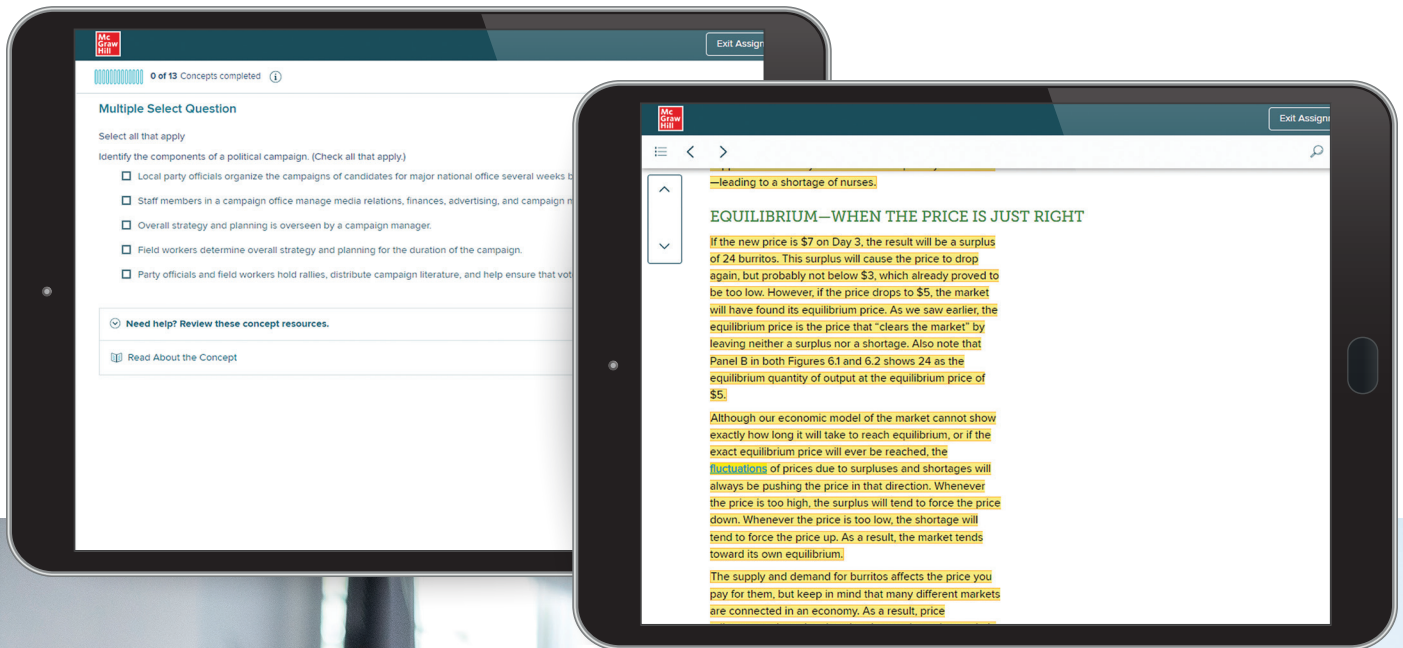 Mc
Graw
Hill
Exit Assign
0 of 13 Concepts completed
Multiple Select Question
Select all that apply
Identify the components of a political campaign. (Check all that apply.)
Local party officials organize the campaigns of candidates for major national office several weeks
Staff members in a campaign office manage media relations, finances, advertising, and campaign
Overall strategy and planning is overseen by a campaign manager.
Field workers determine overall strategy and planning for the duration of the campaign.
Party officials and field workers hold rallies, distribute campaign literature, and help ensure that
Need help? Review these concept resources.
Read About the Concept
Mc
Graw
Hill
Exit Assign
—leading to a shortage of nurses.
EQUILIBRIUM—WHEN THE PRICE IS JUST RIGHT
If the new price is $7 on Day 3, the result will be a surplus
of 24 burritos. This surplus will cause the price to drop
again, but probably not below $3, which already proved to
be too low. However, if the price drops to $5, the market
will have found its equilibrium price. As we saw earlier, the
equilibrium price is the price that “clears the market” by
leaving neither a surplus nor a shortage. Also note that
Panel B in both Figures 6.1 and 6.2 shows 24 as the
equilibrium quantity of output at the equilibrium price of
$5.
Although our economic model of the market cannot show
exactly how long it will take to reach equilibrium, or if the
exact equilibrium price will ever be reached, the
fluctuations of prices due to surpluses and shortages will
always be pushing the price in that direction. Whenever
the price is too high, the surplus will tend to force the price
down. Whenever the price is too low, the shortage will
tend to force the price up. As a result, the market tends
toward its own equilibrium.
The supply and demand for burritos affects the price you
pay for them, but keep in mind that many different markets
are connected in an economy. As a result, price